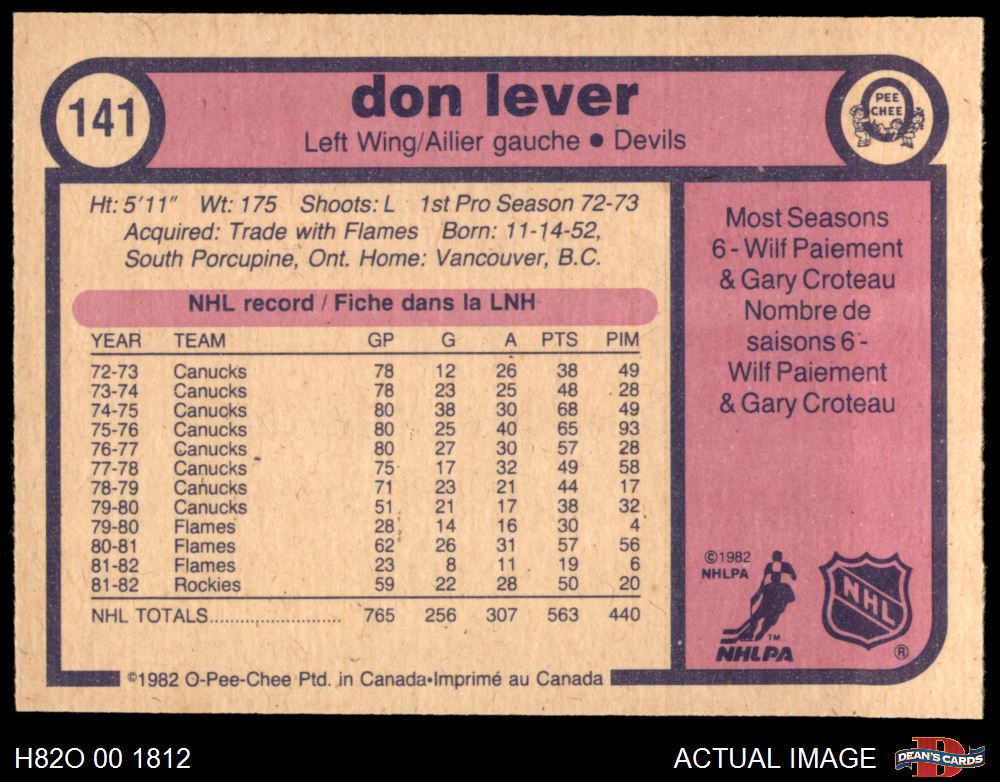 141
don lever
Left Wing/Ailier gauche • Devils
O
PEE
CHEE
Ht: 5'11" Wt: 175 Shoots: L 1st Pro Season 72-73
Acquired: Trade with Flames Born: 11-14-52,
South Porcupine, Ont. Home: Vancouver, B.C.
NHL record / Fiche dans la LNH
YEAR TEAM GP G A PTS PIM
72-73 Canucks 78 12 26 38 49
73-74 Canucks 78 23 25 48 28
74-75 Canucks 80 38 30 68 49
75-76 Canucks 80 25 40 65 93
76-77 Canucks 80 27 30 57 28
77-78 Canucks 75 17 32 49 58
78-79 Canucks 71 23 21 44 17
79-80 Canucks 51 21 17 38 32
79-80 Flames 28 14 16 30 4
80-81 Flames 62 26 31 57 56
81-82 Flames 23 8 11 19 6
81-82 Rockies 59 22 28 50 20
NHL TOTALS......................... 765 256 307 563 440
©1982 O-Pee-Chee Ptd. in Canada•Imprimé au Canada
Most Seasons
6 - Wilf Paiement
& Gary Croteau
Nombre de
saisons 6 -
Wilf Paiement
& Gary Croteau
©1982
NHLPA
TM
NHLPA
NHL
®
H82O 00 1812
ACTUAL IMAGE
D
DEAN'S CARDS